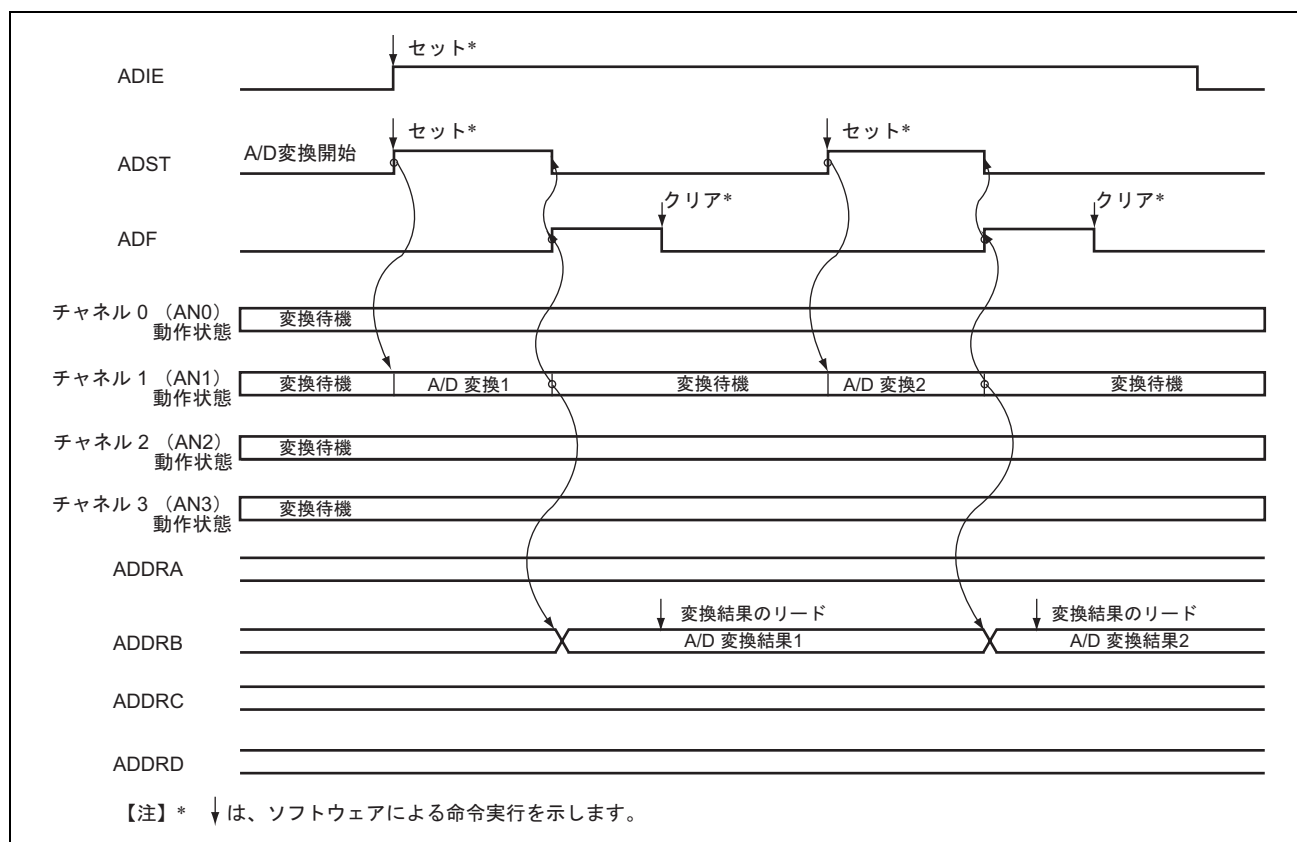 セット*
ADIE
セット*
セット*
A/D変換開始
ADST
クリア*
クリア*
ADF
チャネル 0 （AN0）
動作状態
変換待機
チャネル 1 （AN1）
動作状態
変換待機
A/D 変換1
変換待機
A/D 変換2
変換待機
チャネル 2 （AN2）
動作状態
変換待機
チャネル 3 （AN3）
動作状態
変換待機
ADDRA
変換結果のリード
変換結果のリード
ADDRB
A/D 変換結果1
A/D 変換結果2
ADDRC
ADDRD
【注】* ↓は、ソフトウェアによる命令実行を示します。